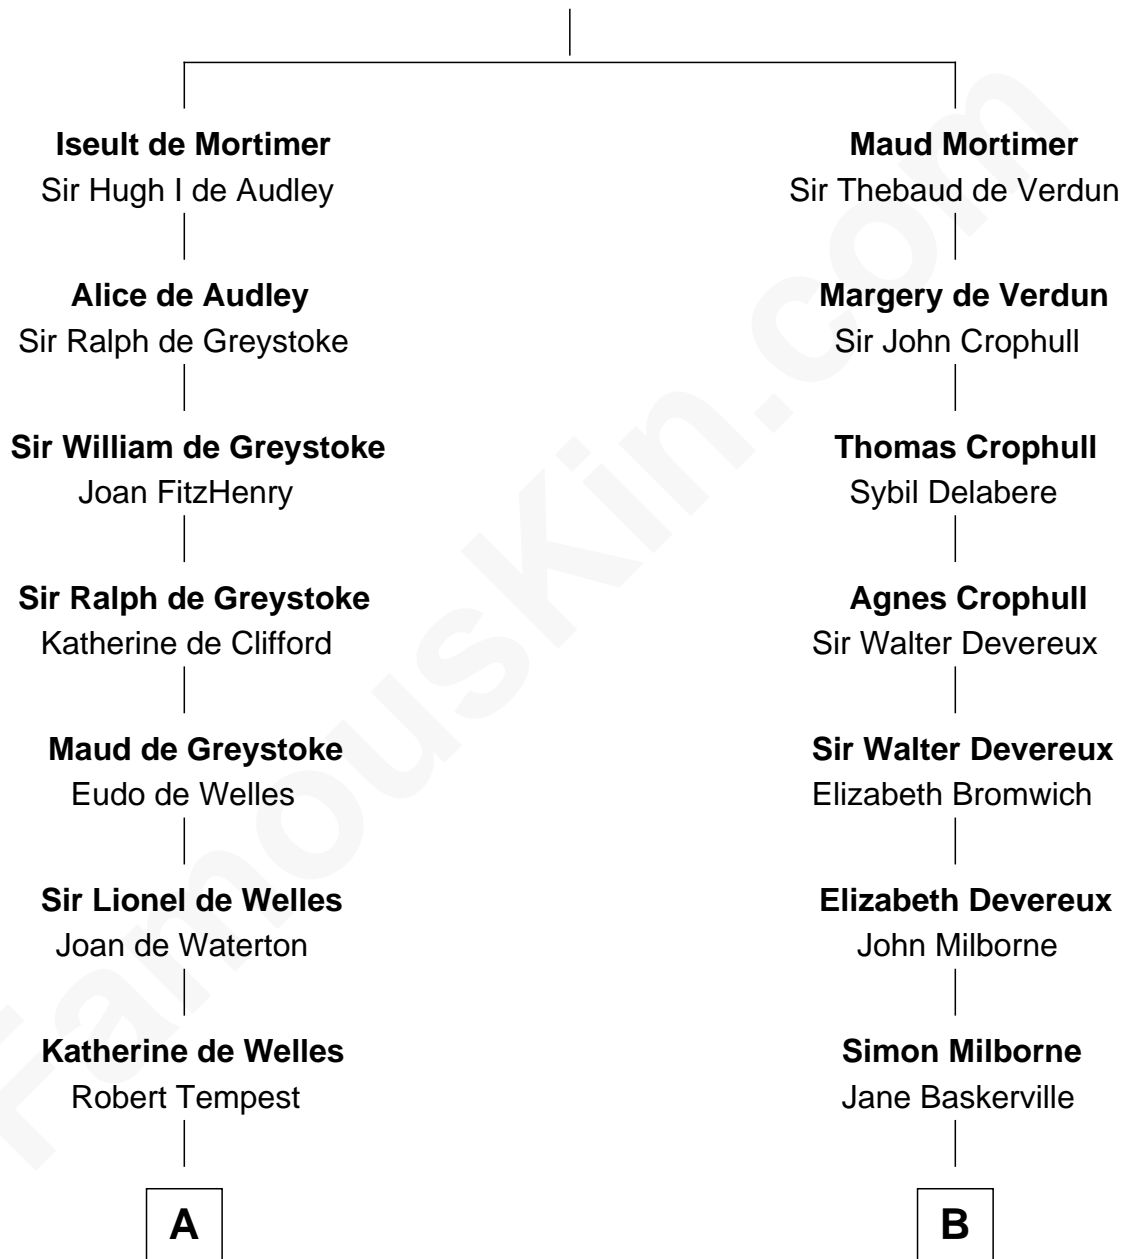 Iseult de Mortimer
Sir Hugh I de Audley
Alice de Audley
Sir Ralph de Greystoke
Sir William de Greystoke
Joan FitzHenry
Sir Ralph de Greystoke
Katherine de Clifford
Maud de Greystoke
Eudo de Welles
Sir Lionel de Welles
Joan de Waterton
Katherine de Welles
Robert Tempest
A
Maud Mortimer
Sir Thebaud de Verdun
Margery de Verdun
Sir John Crophull
Thomas Crophull
Sybil Delabere
Agnes Crophull
Sir Walter Devereux
Sir Walter Devereux
Elizabeth Bromwich
Elizabeth Devereux
John Milborne
Simon Milborne
Jane Baskerville
B
FamousKin.com